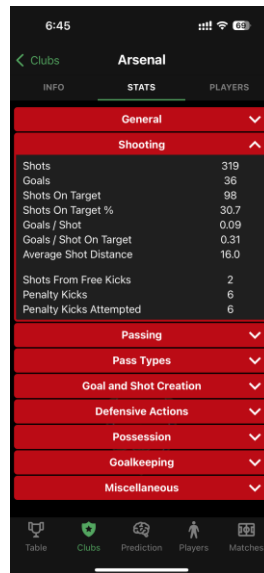 6:45
69
Clubs
Arsenal
INFO STATS PLAYERS
General
Shooting
Shots 319
Goals 36
Shots On Target 98
Shots On Target % 30.7
Goals / Shot 0.09
Goals / Shot On Target 0.31
Average Shot Distance 16.0
Shots From Free Kicks 2
Penalty Kicks 6
Penalty Kicks Attempted 6
Passing
Pass Types
Goal and Shot Creation
Defensive Actions
Possession
Goalkeeping
Miscellaneous
Table Clubs Prediction Players Matches